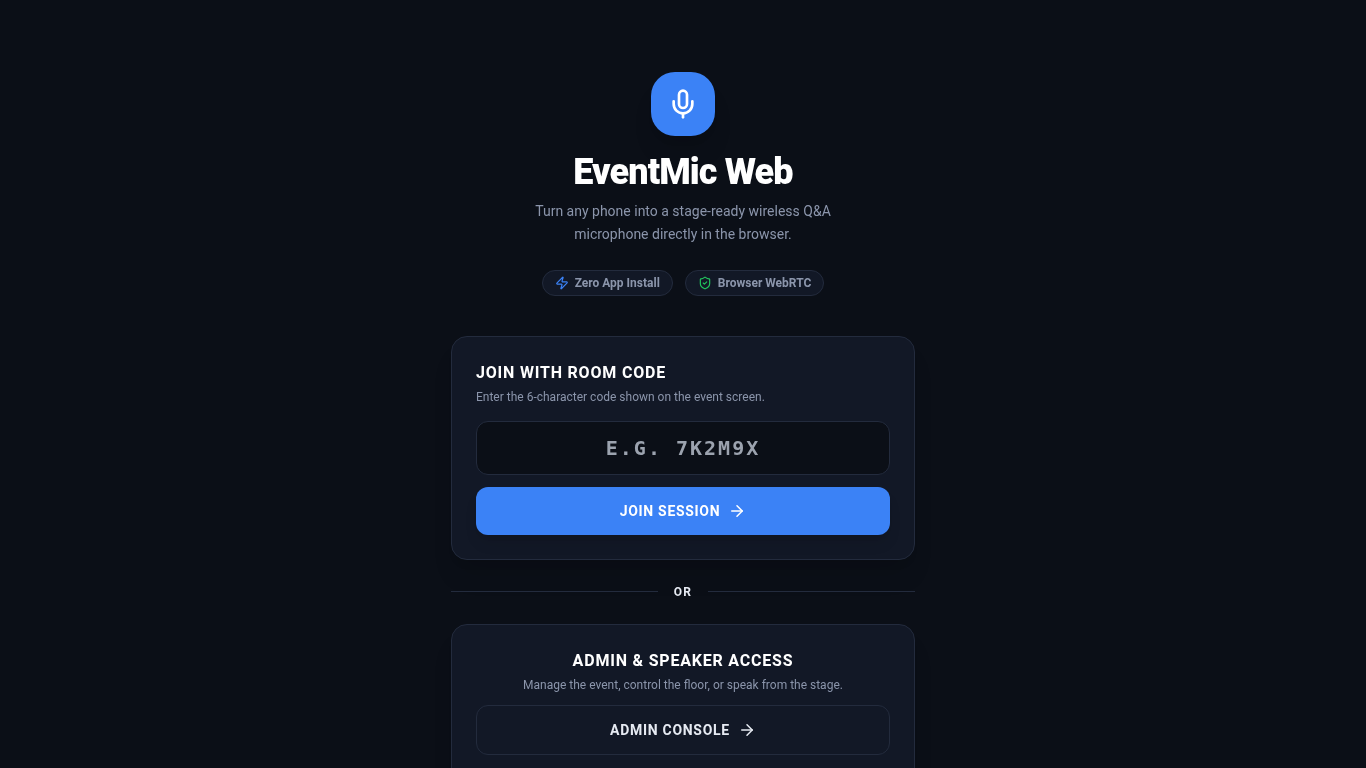 EventMic Web
Turn any phone into a stage-ready wireless Q&A
microphone directly in the browser.
Zero App Install
Browser WebRTC
JOIN WITH ROOM CODE
Enter the 6-character code shown on the event screen.
E.G. 7K2M9X
JOIN SESSION
OR
ADMIN & SPEAKER ACCESS
Manage the event, control the floor, or speak from the stage.
ADMIN CONSOLE